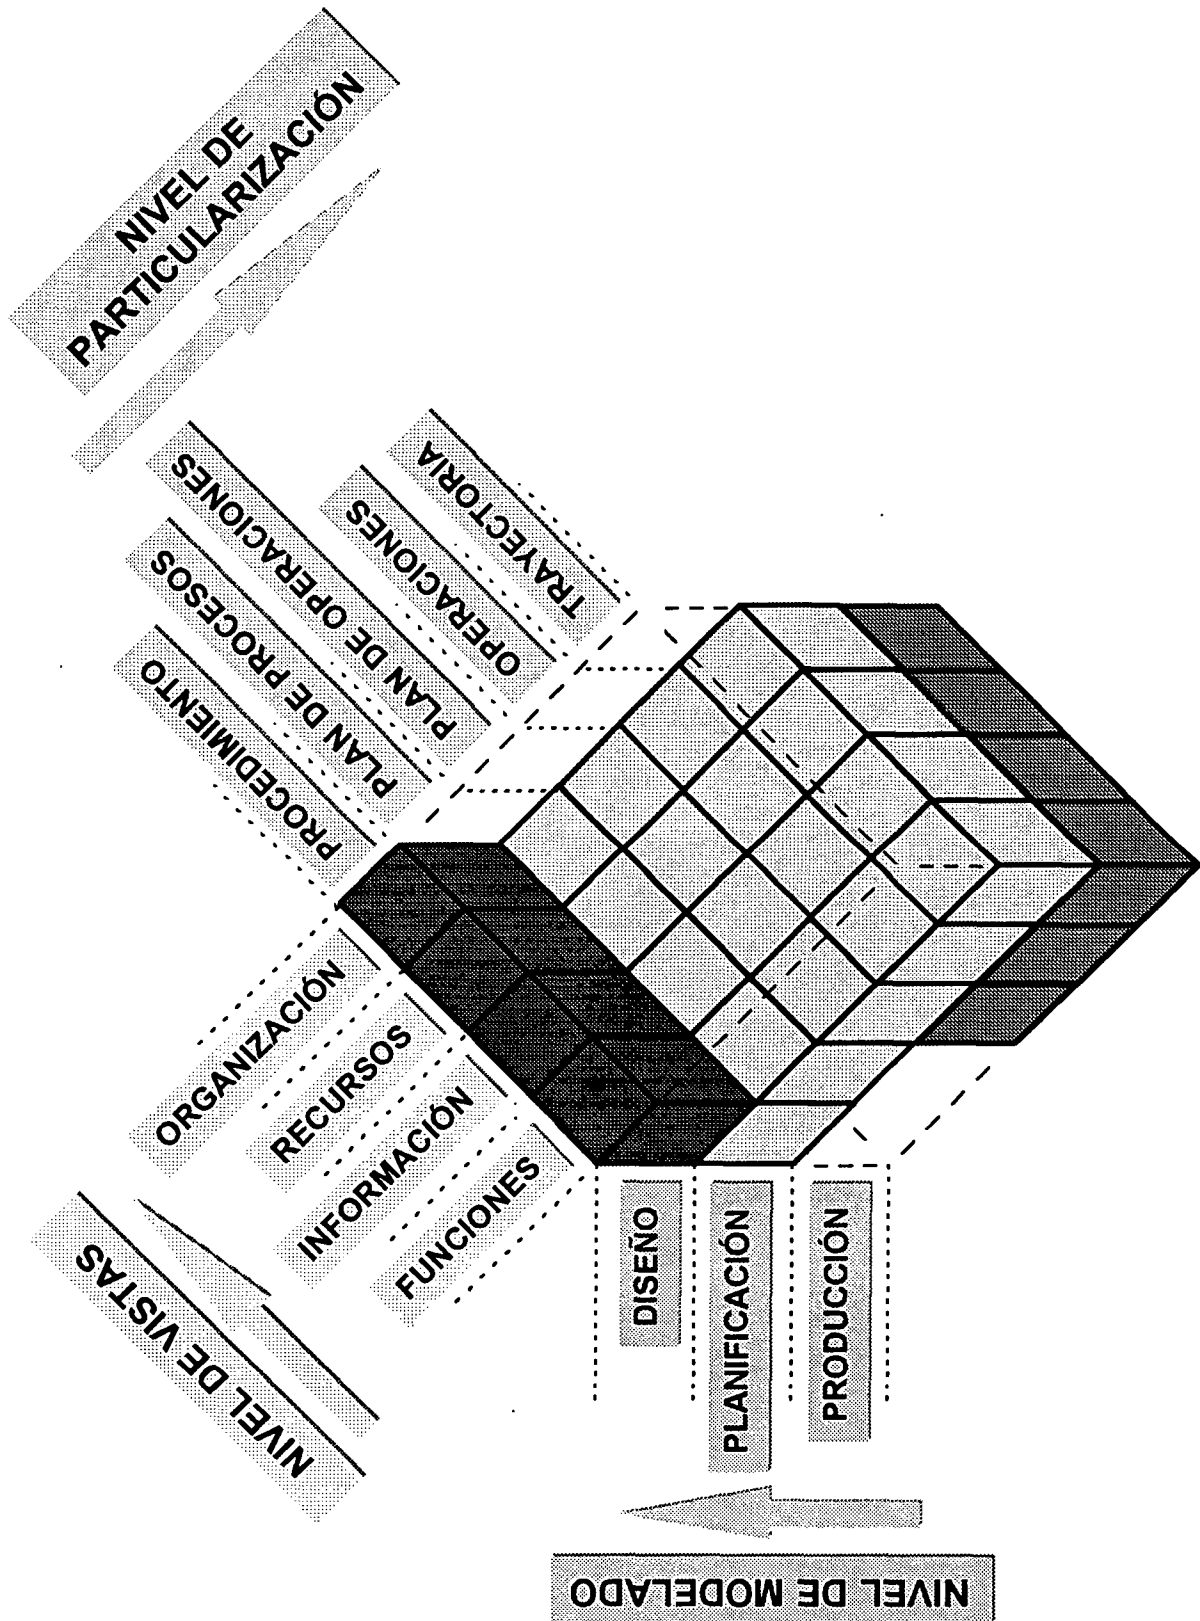 NIVEL DE
PARTICULARIZACIÓN
PROCEDIMIENTO
PLAN DE PROCESOS
PLAN DE OPERACIONES
OPERACIONES
TRAYECTORIA
NIVEL DE VISTAS
ORGANIZACIÓN
RECURSOS
INFORMACIÓN
FUNCIONES
NIVEL DE MODELADO
DISEÑO
PLANIFICACIÓN
PRODUCCIÓN